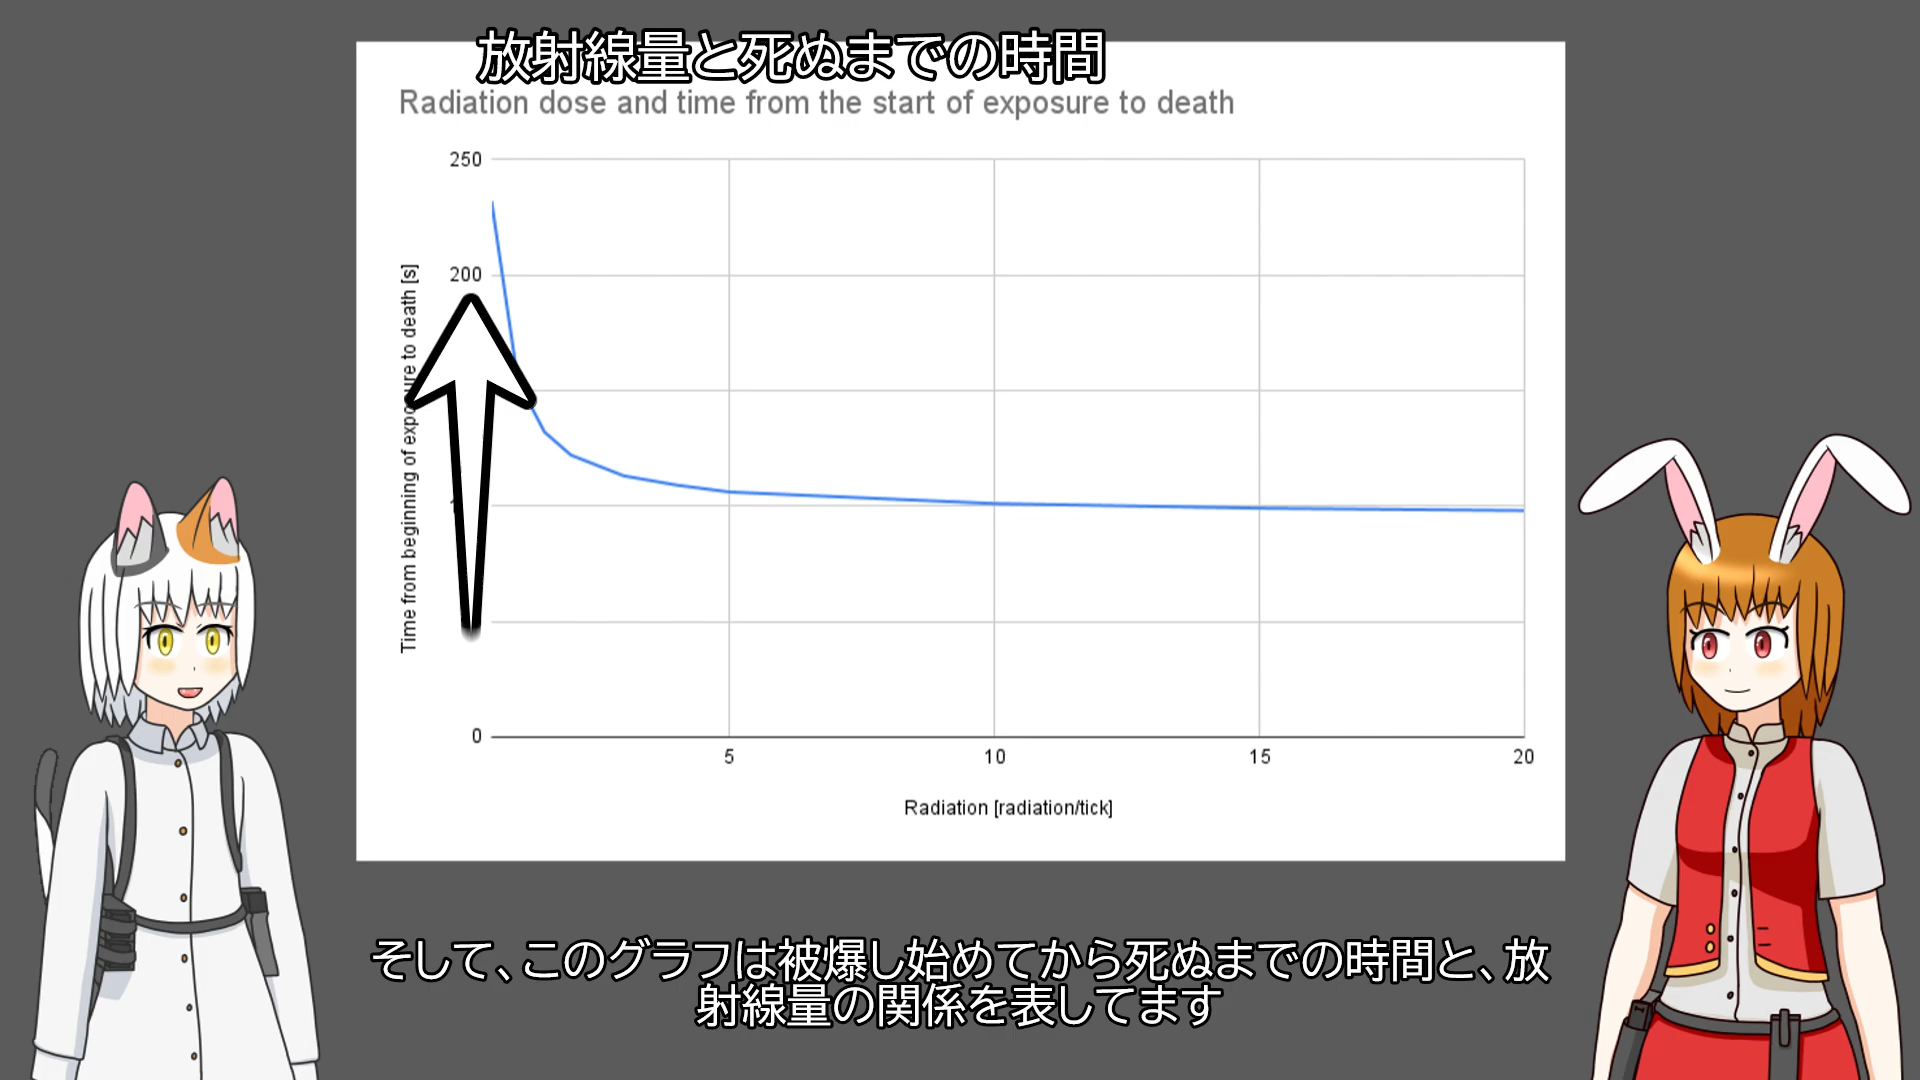 放射線量と死ぬまでの時間
Radiation dose and time from the start of exposure to death
250
200
0
Time from beginning of exposure to death [s]
5 10 15 20
Radiation [radiation/tick]
そして、このグラフは被爆し始めてから死ぬまでの時間と、放
射線量の関係を表してます